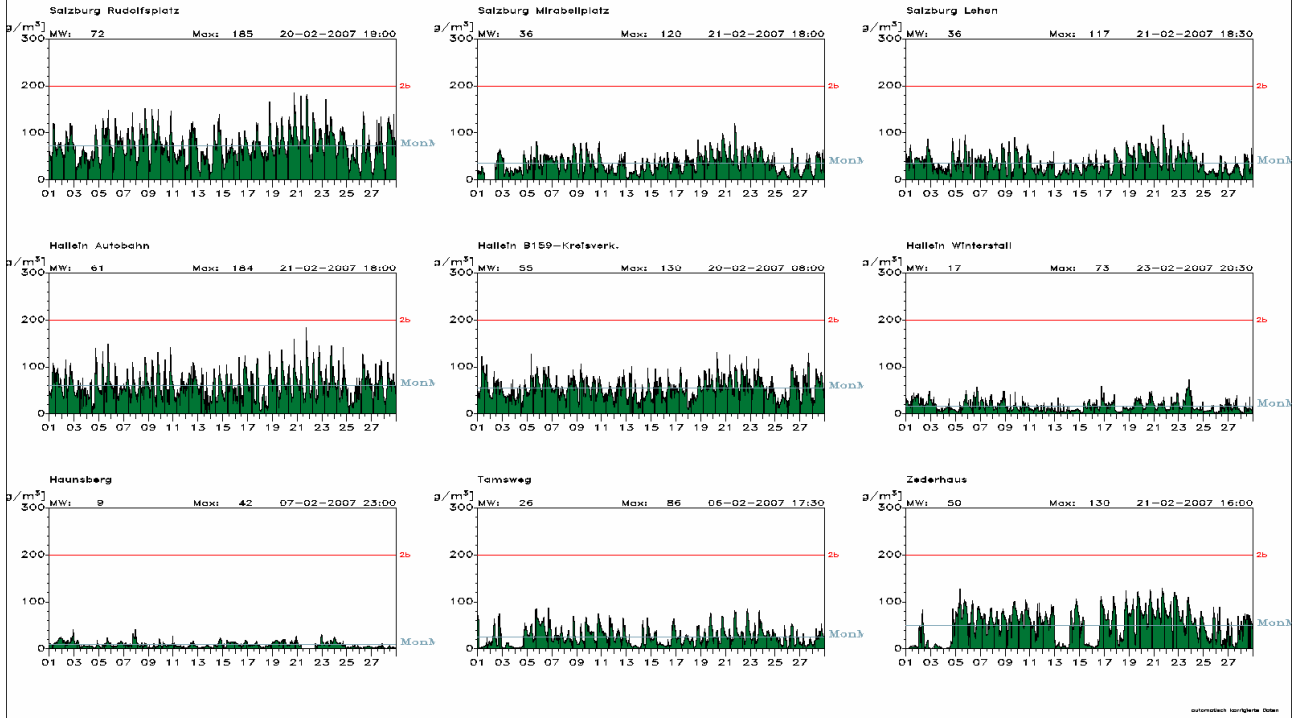 Salzburg Rudolfsplatz Salzburg Mirabellplatz Salzburg Lehen
g/m³] MW: 72 Max: 185 20-02-2007 19:00 g/m³] MW: 36 Max: 120 21-02-2007 18:00 g/m³] MW: 36 Max: 117 21-02-2007 18:30
300 300 300
200 2b 200 2b 200 2b
100 MonM 100 MonM 100 MonM
0 0 0
01 03 05 07 09 11 13 15 17 19 21 23 25 27 01 03 05 07 09 11 13 15 17 19 21 23 25 27 01 03 05 07 09 11 13 15 17 19 21 23 25 27
Hallein Autobahn Hallein B159-Kreisverk. Hallein Winterstall
g/m³] MW: 61 Max: 184 21-02-2007 18:00 g/m³] MW: 55 Max: 130 20-02-2007 08:00 g/m³] MW: 17 Max: 73 23-02-2007 20:30
300 300 300
200 2b 200 2b 200 2b
100 MonM 100 MonM 100 MonM
0 0 0
01 03 05 07 09 11 13 15 17 19 21 23 25 27 01 03 05 07 09 11 13 15 17 19 21 23 25 27 01 03 05 07 09 11 13 15 17 19 21 23 25 27
Haunsberg Tamsweg Zederhaus
g/m³] MW: 9 Max: 42 07-02-2007 23:00 g/m³] MW: 26 Max: 86 06-02-2007 17:30 g/m³] MW: 50 Max: 130 21-02-2007 16:00
300 300 300
200 2b 200 2b 200 2b
100 MonM 100 MonM 100 MonM
0 0 0
01 03 05 07 09 11 13 15 17 19 21 23 25 27 01 03 05 07 09 11 13 15 17 19 21 23 25 27 01 03 05 07 09 11 13 15 17 19 21 23 25 27
automatisch korrigierte Daten